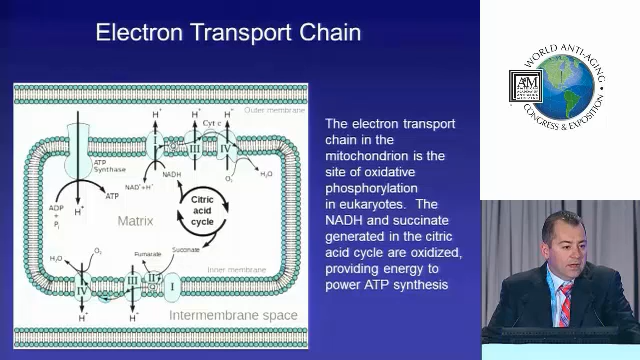 Electron Transport Chain
WORLD ANTI-AGING
A4M
CONGRESS & EXPOSITION
Outer membrane
H⁺
H⁺
H⁺
Cyt c
I
III
IV
ATP
Synthase
NADH
NAD⁺+H⁺
O₂
H₂O
ADP
+
Pᵢ
ATP
H⁺
Matrix
Citric
acid
cycle
H₂O
O₂
Fumarate
Succinate
Inner membrane
IV
III
II
I
H⁺
H⁺
Intermembrane space
The electron transport
chain in the
mitochondrion is the
site of oxidative
phosphorylation
in eukaryotes. The
NADH and succinate
generated in the citric
acid cycle are oxidized,
providing energy to
power ATP synthesis